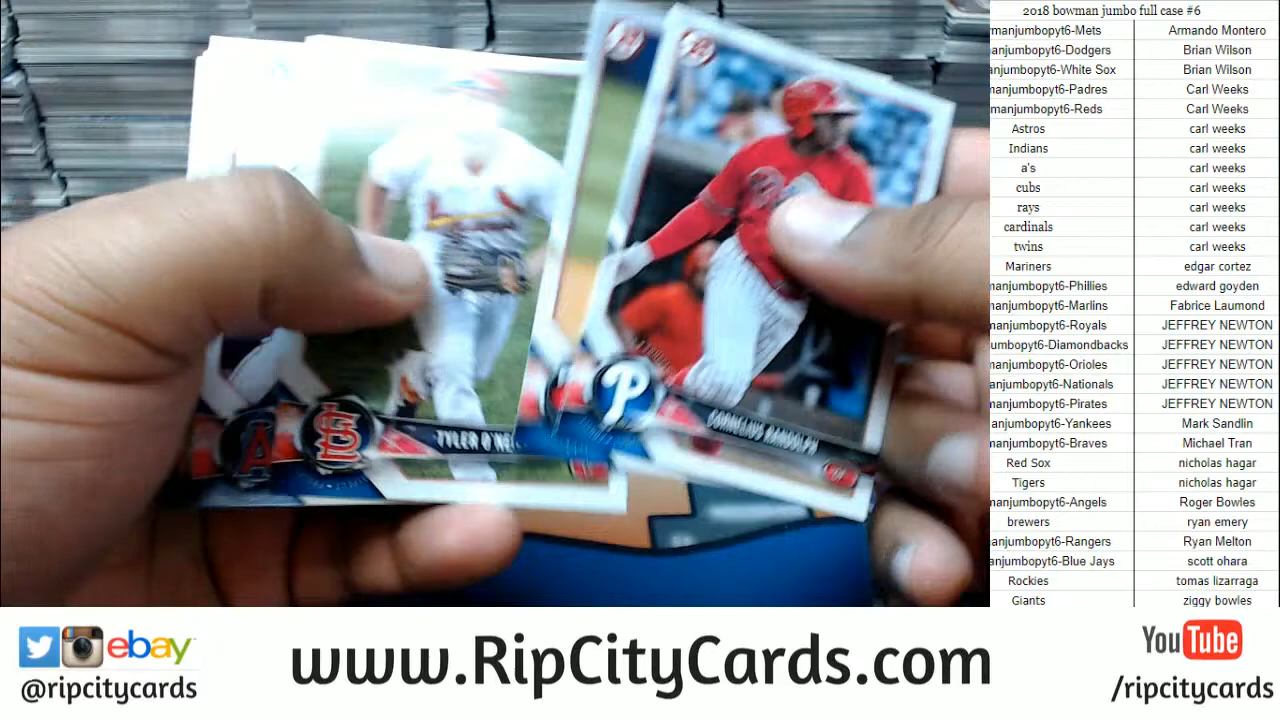 2018 bowman jumbo full case #6
rmanjumbopyt6-Mets Armando Montero
anjumbopyt6-Dodgers Brian Wilson
anjumbopyt6-White Sox Brian Wilson
manjumbopyt6-Padres Carl Weeks
manjumbopyt6-Reds Carl Weeks
Astros carl weeks
Indians carl weeks
a's carl weeks
cubs carl weeks
rays carl weeks
cardinals carl weeks
twins carl weeks
Mariners edgar cortez
manjumbopyt6-Phillies edward goyden
manjumbopyt6-Marlins Fabrice Laumond
manjumbopyt6-Royals JEFFREY NEWTON
umbopyt6-Diamondbacks JEFFREY NEWTON
manjumbopyt6-Orioles JEFFREY NEWTON
anjumbopyt6-Nationals JEFFREY NEWTON
manjumbopyt6-Pirates JEFFREY NEWTON
manjumbopyt6-Yankees Mark Sandlin
manjumbopyt6-Braves Michael Tran
Red Sox nicholas hagar
Tigers nicholas hagar
manjumbopyt6-Angels Roger Bowles
brewers ryan emery
manjumbopyt6-Rangers Ryan Melton
anjumbopyt6-Blue Jays scott ohara
Rockies tomas lizarraga
Giants ziggy bowles
P
CORNELIUS RANDOLPH
A
STL
TYLER O'NE
ebay
@ripcitycards
www.RipCityCards.com
YouTube
/ripcitycards